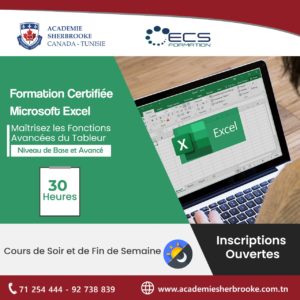 ACADEMIE
SHERBROOKE
CANADA - TUNISIE
ECS
FORMATION
Formation Certifiée
Microsoft Excel
Maîtrisez les Fonctions
Avancées du Tableur
Niveau de Base et Avancé
30
Heures
X
Excel
Cours de Soir et de Fin de Semaine
Inscriptions
Ouvertes
71 254 444 - 92 738 839
www.academiesherbrooke.com.tn